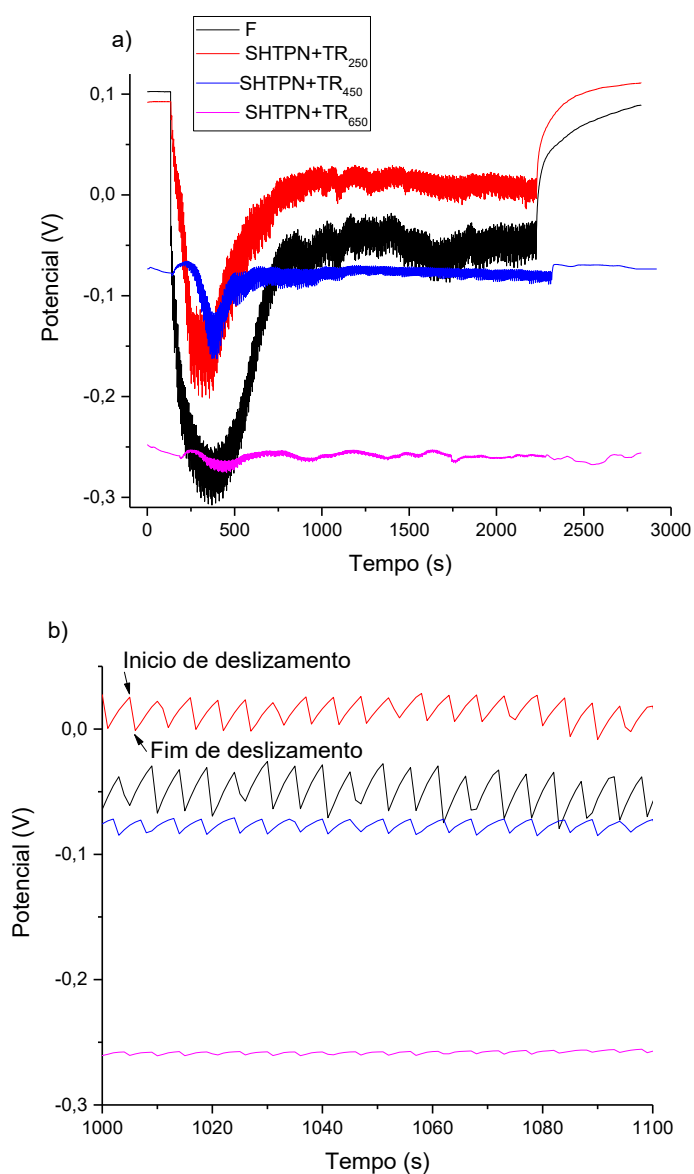 a)
F
SHTPN+TR250
SHTPN+TR450
SHTPN+TR650
0,1
0,0
-0,1
-0,2
-0,3
Potencial (V)
0 500 1000 1500 2000 2500 3000
Tempo (s)
b)
Inicio de deslizamento
Fim de deslizamento
0,0
-0,1
-0,2
-0,3
Potencial (V)
1000 1020 1040 1060 1080 1100
Tempo (s)